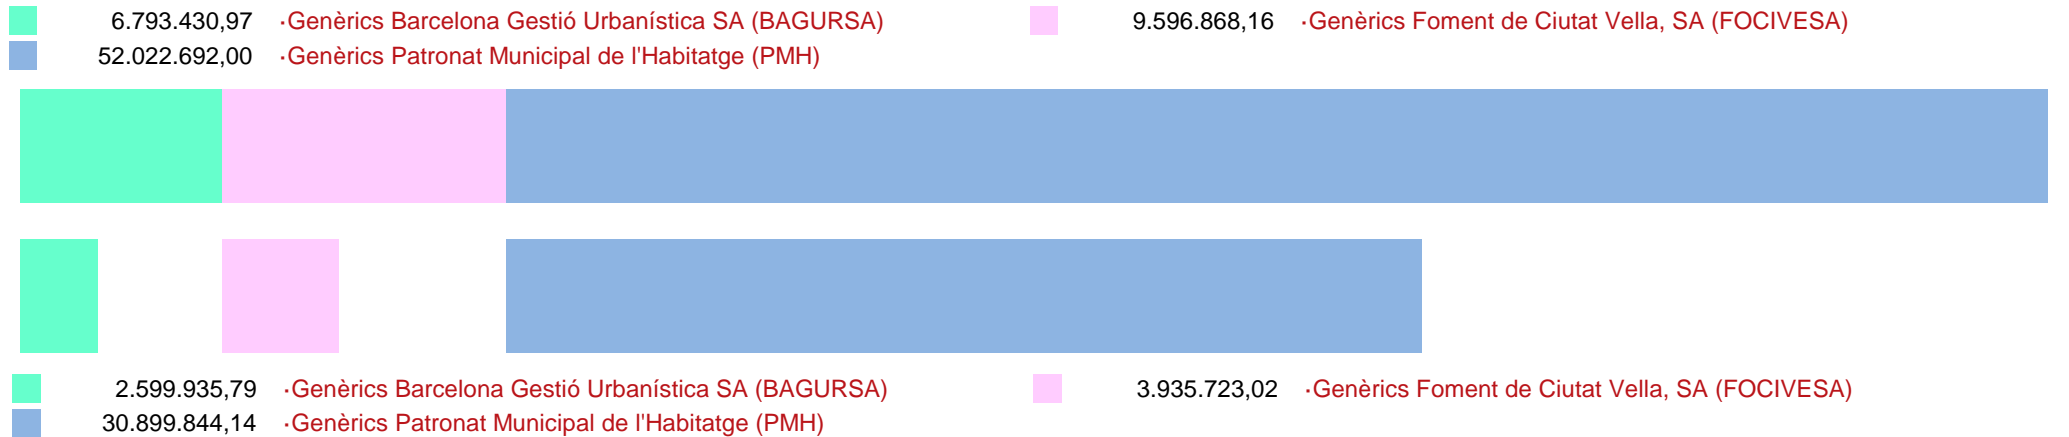 6.793.430,97 ·Genèrics Barcelona Gestió Urbanística SA (BAGURSA) 9.596.868,16 ·Genèrics Foment de Ciutat Vella, SA (FOCIVESA)
52.022.692,00 ·Genèrics Patronat Municipal de l'Habitatge (PMH)
2.599.935,79 ·Genèrics Barcelona Gestió Urbanística SA (BAGURSA) 3.935.723,02 ·Genèrics Foment de Ciutat Vella, SA (FOCIVESA)
30.899.844,14 ·Genèrics Patronat Municipal de l'Habitatge (PMH)